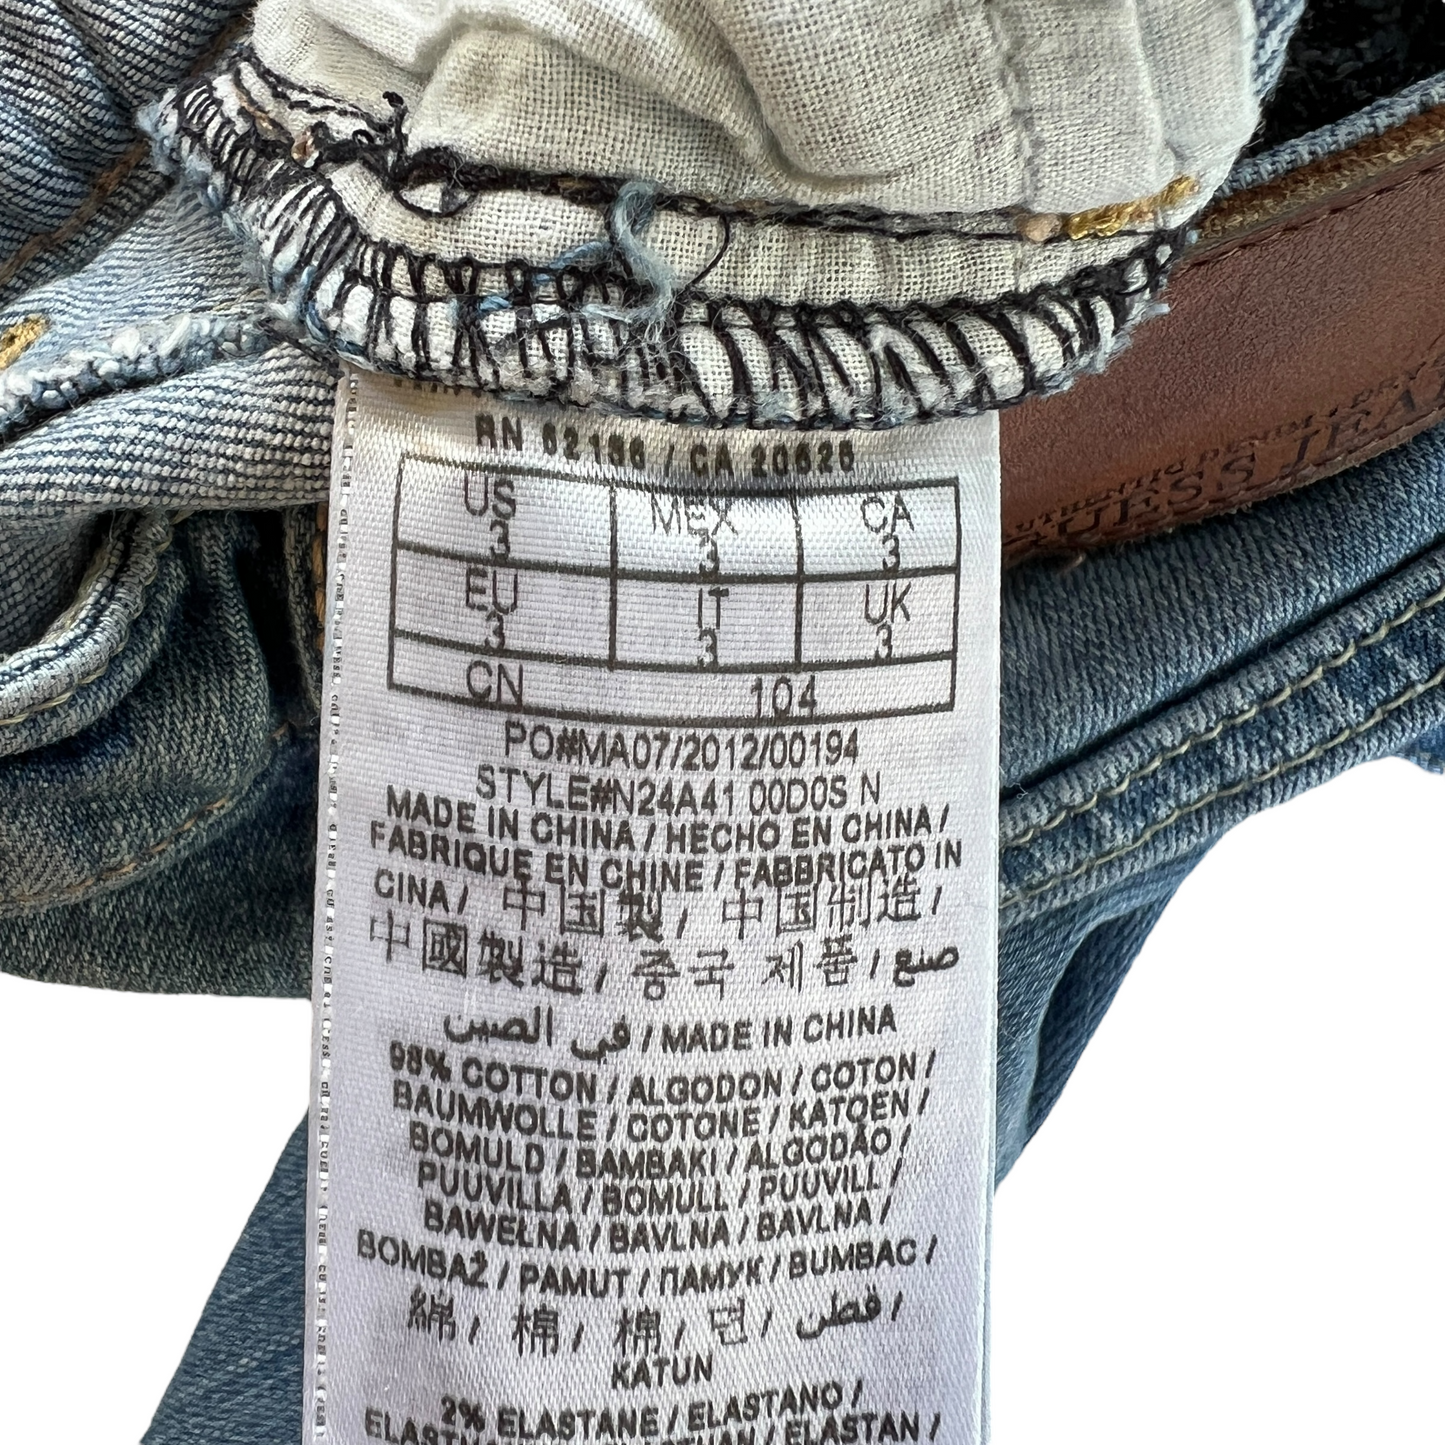 RN 62136 / CA 20626
US MEX CA
3 3 3
EU IT UK
3 3 3
CN 104
PO#MA07/2012/00194
STYLE#N24A41 00D0S N
MADE IN CHINA / HECHO EN CHINA /
FABRIQUE EN CHINE / FABBRICATO IN
CINA / 中国製 / 中国制造 /
中國製造 / 중국 제품 / صنع
في الصين / MADE IN CHINA
98% COTTON / ALGODON / COTON /
BAUMWOLLE / COTONE / KATOEN /
BOMULD / BAMBAKI / ALGODÃO /
PUUVILLA / BOMULL / PUUVILL /
BAWEŁNA / BAVLNA / BAVLNA /
BOMBAŽ / PAMUT / ПАМУК / BUMBAC /
綿 / 棉 / 棉 / 면 / قطن /
KATUN
2% ELASTANE / ELASTANO /
ELASTAN /
GUESS JEANS